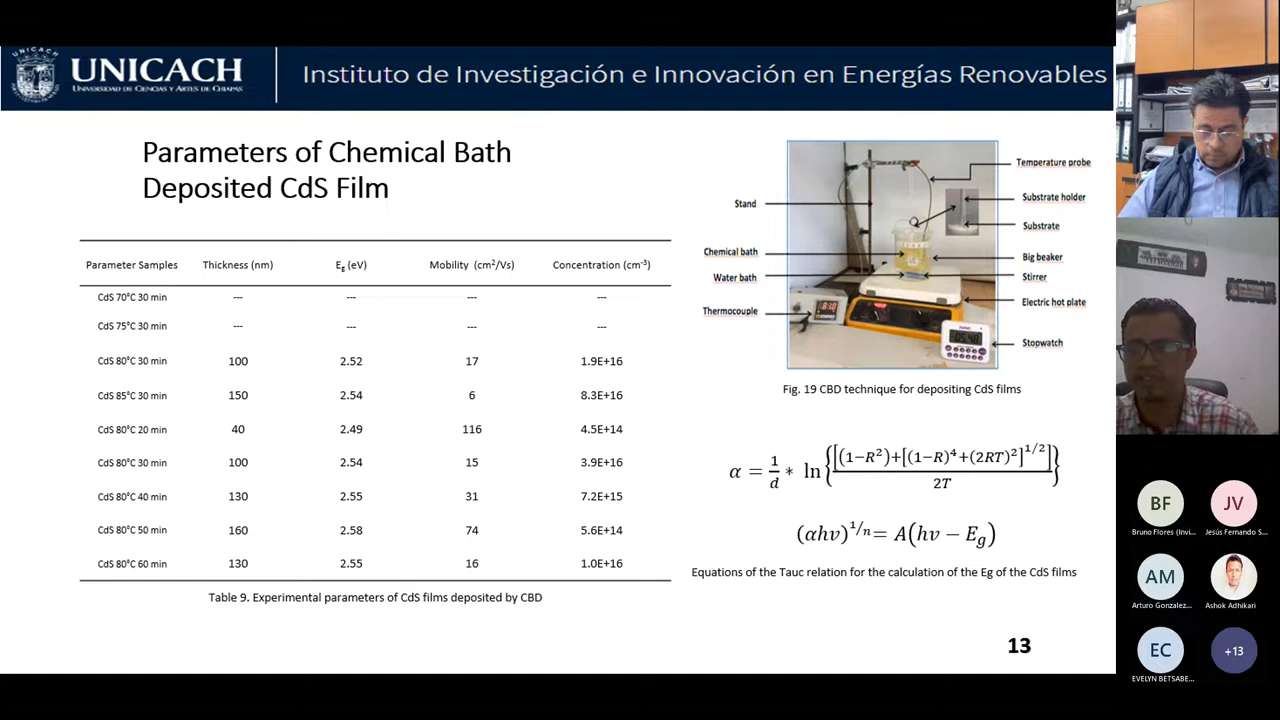 UNICACH
UNICACH
Universidad de Ciencias y Artes de Chiapas
Instituto de Investigación e Innovación en Energías Renovables
Parameters of Chemical Bath
Deposited CdS Film
Parameter Samples Thickness (nm) Eg (eV) Mobility (cm²/Vs) Concentration (cm⁻³)
CdS 70°C 30 min --- --- --- ---
CdS 75°C 30 min --- --- --- ---
CdS 80°C 30 min 100 2.52 17 1.9E+16
CdS 85°C 30 min 150 2.54 6 8.3E+16
CdS 80°C 20 min 40 2.49 116 4.5E+14
CdS 80°C 30 min 100 2.54 15 3.9E+16
CdS 80°C 40 min 130 2.55 31 7.2E+15
CdS 80°C 50 min 160 2.58 74 5.6E+14
CdS 80°C 60 min 130 2.55 16 1.0E+16
Table 9. Experimental parameters of CdS films deposited by CBD
Stand
Chemical bath
Water bath
Thermocouple
Temperature probe
Substrate holder
Substrate
Big beaker
Stirrer
Electric hot plate
Stopwatch
Fig. 19 CBD technique for depositing CdS films
α = 1/d * ln{[(1−R²)+[(1−R)⁴+(2RT)²]^1/2]/2T}
(αhv)^1/n = A(hv − Eg)
Equations of the Tauc relation for the calculation of the Eg of the CdS films
13
BF
Bruno Flores (Invi...
JV
Jesús Fernando S...
AM
Arturo Gonzalez...
Ashok Adhikari
EC
EVELYN BETSABE...
+13